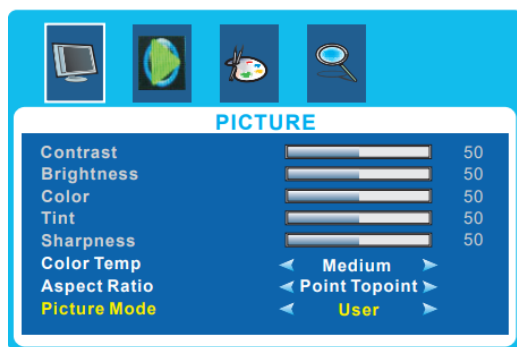 PICTURE
Contrast 50
Brightness 50
Color 50
Tint 50
Sharpness 50
Color Temp Medium
Aspect Ratio Point Topoint
Picture Mode User